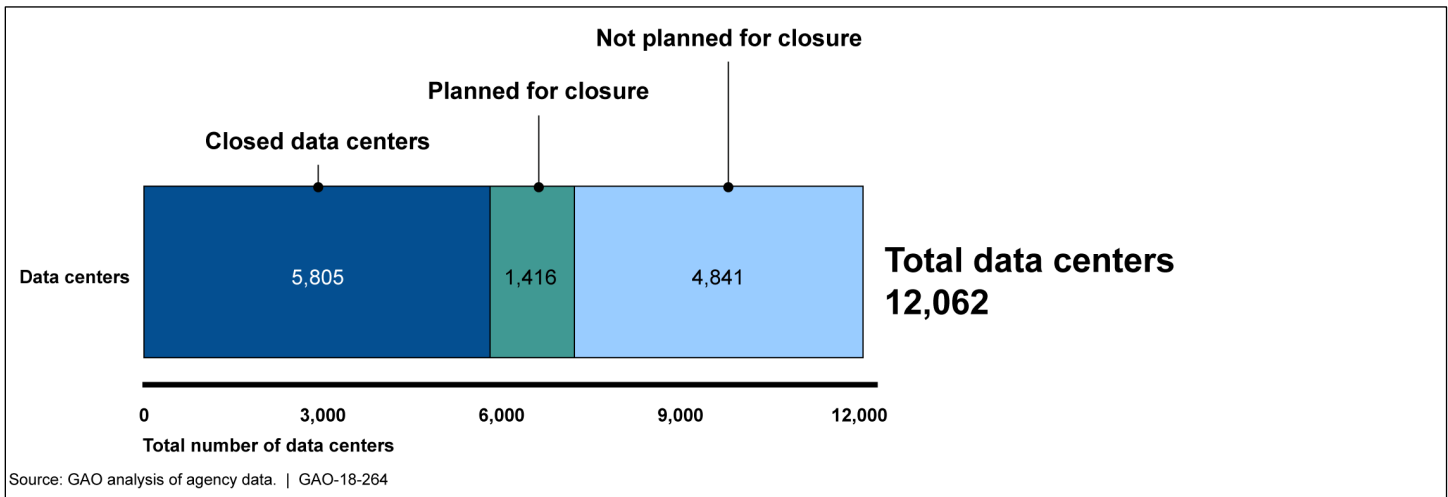 Not planned for closure
Planned for closure
Closed data centers
Data centers
5,805
1,416
4,841
Total data centers
12,062
0
3,000
6,000
9,000
12,000
Total number of data centers
Source: GAO analysis of agency data. | GAO-18-264